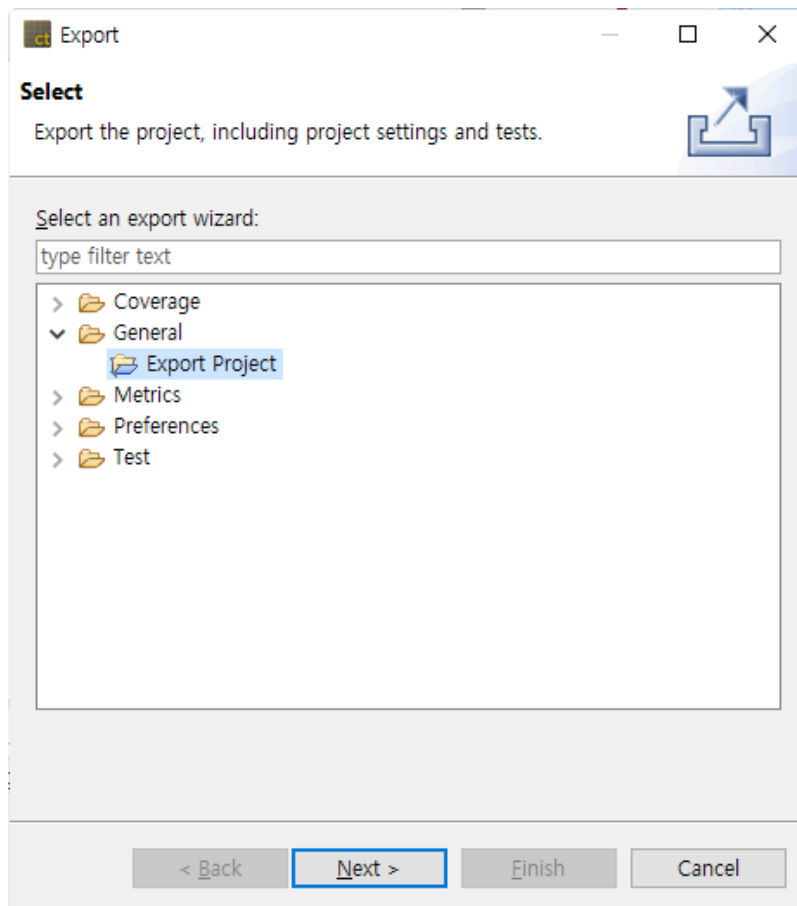 ct Export
Select
Export the project, including project settings and tests.
Select an export wizard:
type filter text
Coverage
General
Export Project
Metrics
Preferences
Test
< Back Next > Finish Cancel